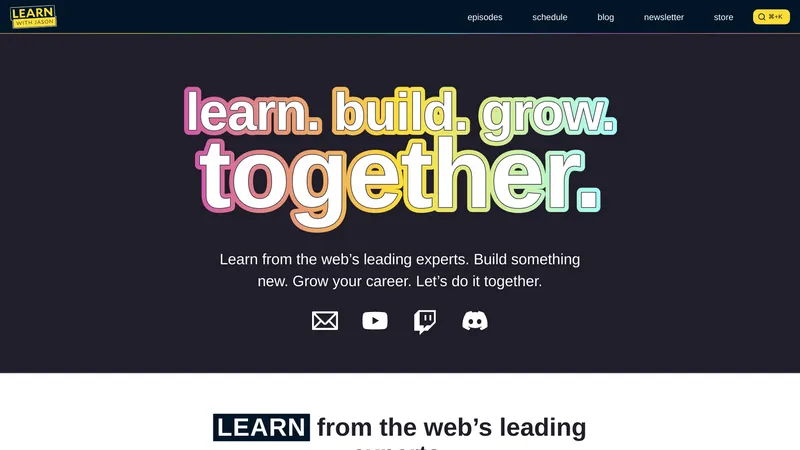 LEARN
WITH JASON
episodes
schedule
blog
newsletter
store
⌘+K
learn. build. grow.
together.
Learn from the web’s leading experts. Build something
new. Grow your career. Let’s do it together.
LEARN from the web’s leading
experts.